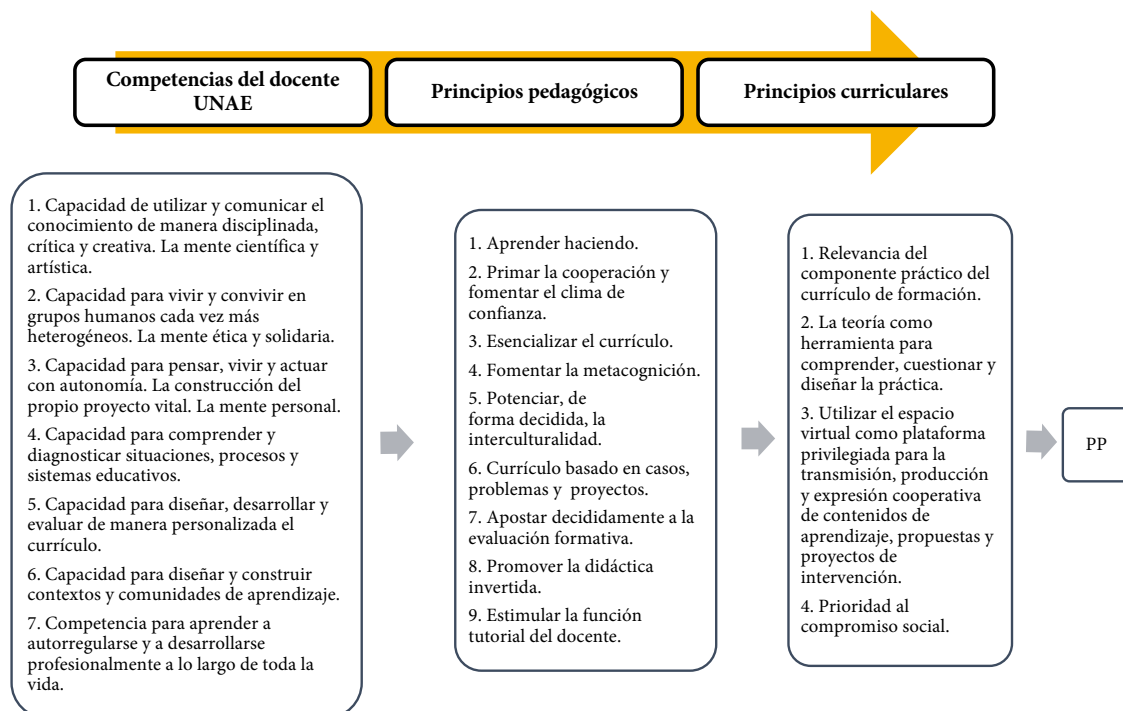 Competencias del docente
UNAE
Principios pedagógicos
Principios curriculares
1. Capacidad de utilizar y comunicar el
conocimiento de manera disciplinada,
crítica y creativa. La mente científica y
artística.
2. Capacidad para vivir y convivir en
grupos humanos cada vez más
heterogéneos. La mente ética y solidaria.
3. Capacidad para pensar, vivir y actuar
con autonomía. La construcción del
propio proyecto vital. La mente personal.
4. Capacidad para comprender y
diagnosticar situaciones, procesos y
sistemas educativos.
5. Capacidad para diseñar, desarrollar y
evaluar de manera personalizada el
currículo.
6. Capacidad para diseñar y construir
contextos y comunidades de aprendizaje.
7. Competencia para aprender a
autorregularse y a desarrollarse
profesionalmente a lo largo de toda la
vida.
1. Aprender haciendo.
2. Primar la cooperación y
fomentar el clima de
confianza.
3. Esencializar el currículo.
4. Fomentar la metacognición.
5. Potenciar, de
forma decidida, la
interculturalidad.
6. Currículo basado en casos,
problemas y proyectos.
7. Apostar decididamente a la
evaluación formativa.
8. Promover la didáctica
invertida.
9. Estimular la función
tutorial del docente.
1. Relevancia del
componente práctico del
currículo de formación.
2. La teoría como
herramienta para
comprender, cuestionar y
diseñar la práctica.
3. Utilizar el espacio
virtual como plataforma
privilegiada para la
transmisión, producción
y expresión cooperativa
de contenidos de
aprendizaje, propuestas y
proyectos de
intervención.
4. Prioridad al
compromiso social.
PP